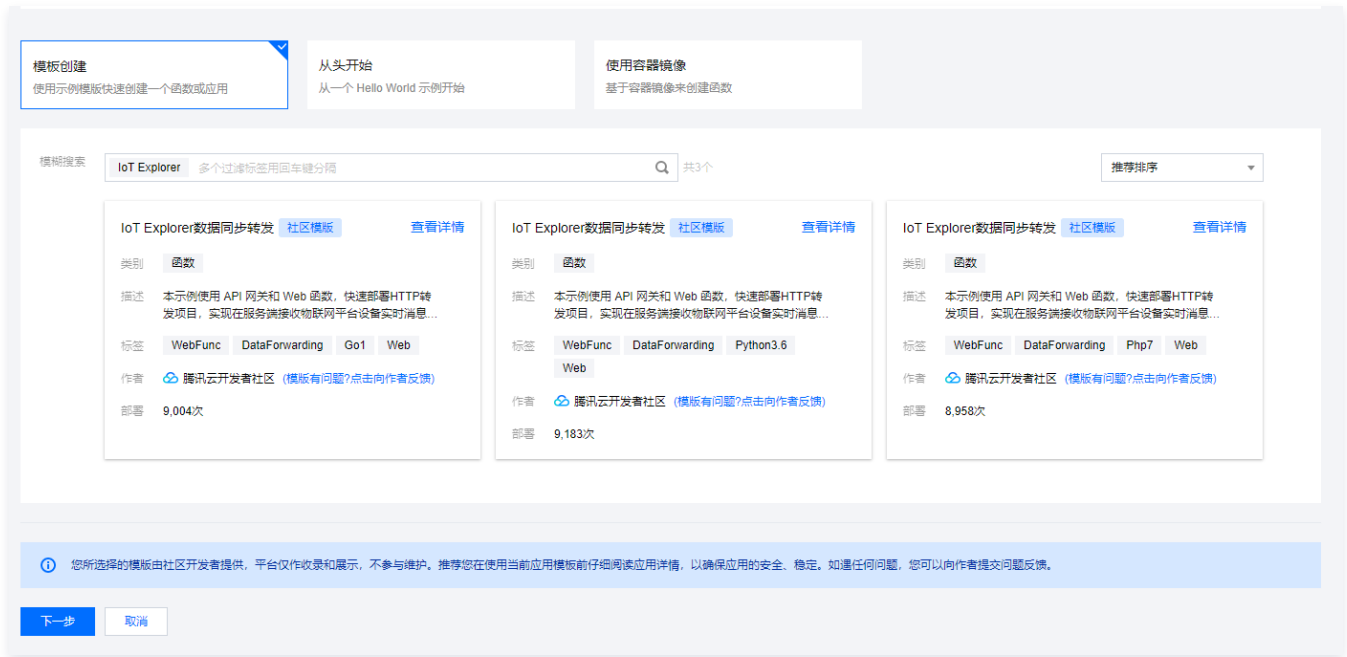 模板创建
使用示例模版快速创建一个函数或应用
从头开始
从一个 Hello World 示例开始
使用容器镜像
基于容器镜像来创建函数
模糊搜索
IoT Explorer 多个过滤标签用回车键分隔
共3个
推荐排序
IoT Explorer数据同步转发 社区模版 查看详情
类别 函数
描述 本示例使用 API 网关和 Web 函数，快速部署HTTP转
发项目，实现在服务端接收物联网平台设备实时消息...
标签 WebFunc DataForwarding Go1 Web
作者 腾讯云开发者社区 (模版有问题?点击向作者反馈)
部署 9,004次
IoT Explorer数据同步转发 社区模版 查看详情
类别 函数
描述 本示例使用 API 网关和 Web 函数，快速部署HTTP转
发项目，实现在服务端接收物联网平台设备实时消息...
标签 WebFunc DataForwarding Python3.6
Web
作者 腾讯云开发者社区 (模版有问题?点击向作者反馈)
部署 9,183次
IoT Explorer数据同步转发 社区模版 查看详情
类别 函数
描述 本示例使用 API 网关和 Web 函数，快速部署HTTP转
发项目，实现在服务端接收物联网平台设备实时消息...
标签 WebFunc DataForwarding Php7 Web
作者 腾讯云开发者社区 (模版有问题?点击向作者反馈)
部署 8,958次
您所选择的模版由社区开发者提供，平台仅作收录和展示，不参与维护。推荐您在使用当前应用模板前仔细阅读应用详情，以确保应用的安全、稳定。如遇任何问题，您可以向作者提交问题反馈。
下一步 取消